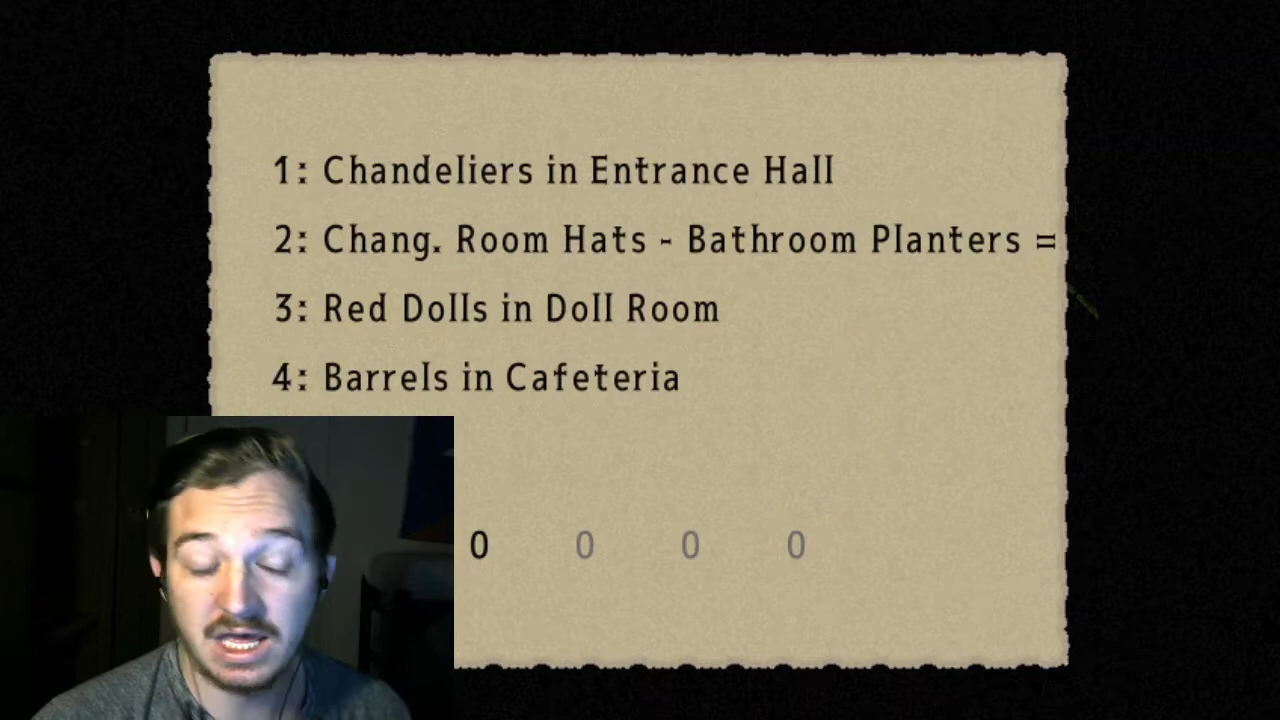 1: Chandeliers in Entrance Hall
2: Chang. Room Hats - Bathroom Planters =
3: Red Dolls in Doll Room
4: Barrels in Cafeteria
0 0 0 0